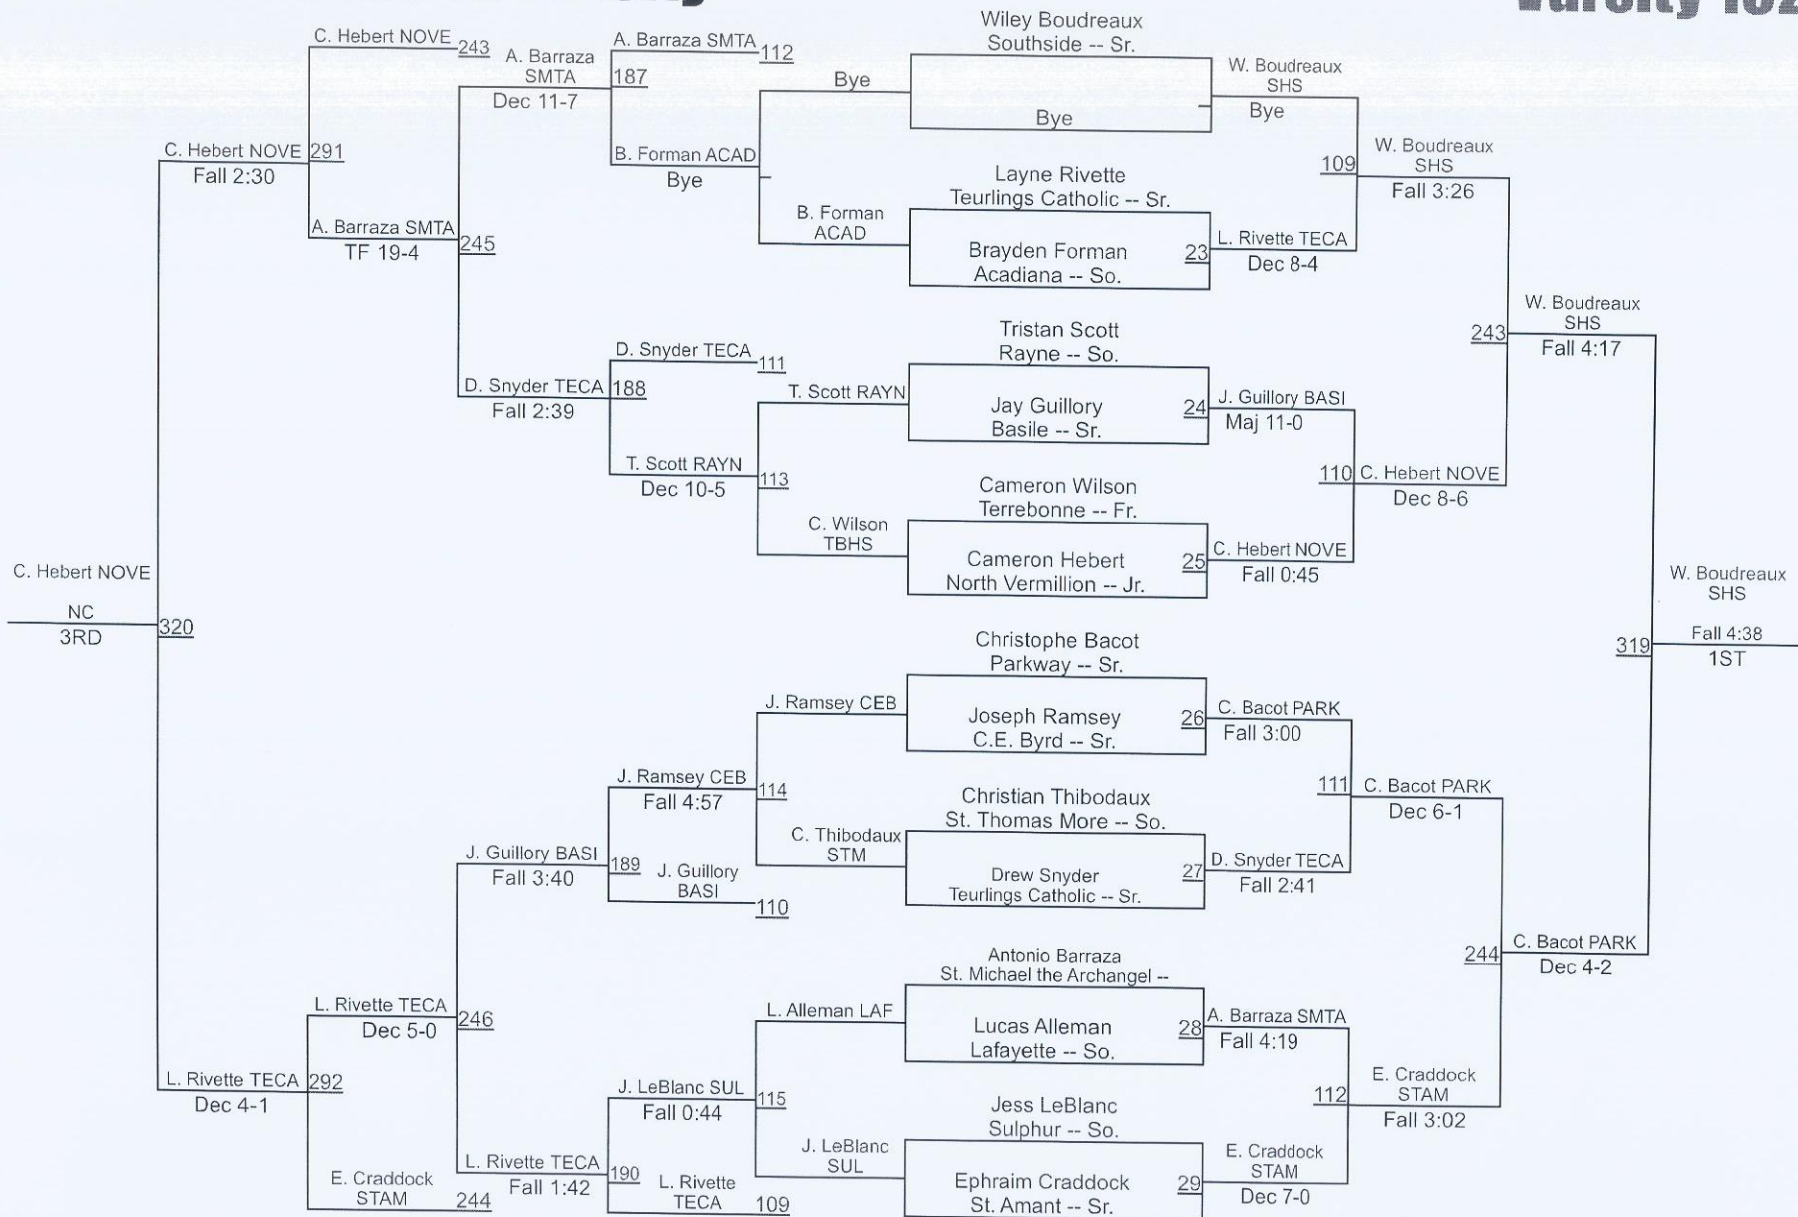 Varsity 182
C. Hebert NOVE
243
A. Barraza
SMTA
Dec 11-7
A. Barraza SMTA
112
187
B. Forman ACAD
Bye
C. Hebert NOVE
Fall 2:30
291
A. Barraza SMTA
TF 19-4
245
D. Snyder TECA
Fall 2:39
188
D. Snyder TECA
111
T. Scott RAYN
Dec 10-5
113
Bye
B. Forman
ACAD
T. Scott RAYN
C. Wilson
TBHS
Wiley Boudreaux
Southside -- Sr.
Bye
Layne Rivette
Teurlings Catholic -- Sr.
Brayden Forman
Acadiana -- So.
23
Tristan Scott
Rayne -- So.
Jay Guillory
Basile -- Sr.
24
Cameron Wilson
Terrebonne -- Fr.
Cameron Hebert
North Vermillion -- Jr.
25
W. Boudreaux
SHS
Bye
109
L. Rivette TECA
Dec 8-4
W. Boudreaux
SHS
Fall 3:26
J. Guillory BASI
Maj 11-0
110
C. Hebert NOVE
Dec 8-6
C. Hebert NOVE
Fall 0:45
243
W. Boudreaux
SHS
Fall 4:17
C. Hebert NOVE
NC
3RD
320
319
W. Boudreaux
SHS
Fall 4:38
1ST
Christophe Bacot
Parkway -- Sr.
Joseph Ramsey
C.E. Byrd -- Sr.
26
Christian Thibodaux
St. Thomas More -- So.
Drew Snyder
Teurlings Catholic -- Sr.
27
Antonio Barraza
St. Michael the Archangel --
Lucas Alleman
Lafayette -- So.
28
Jess LeBlanc
Sulphur -- So.
Ephraim Craddock
St. Amant -- Sr.
29
J. Ramsey CEB
J. Ramsey CEB
Fall 4:57
114
C. Thibodaux
STM
J. Guillory BASI
Fall 3:40
189
J. Guillory
BASI
110
L. Rivette TECA
Dec 5-0
246
L. Alleman LAF
J. LeBlanc SUL
Fall 0:44
115
J. LeBlanc
SUL
L. Rivette TECA
Dec 4-1
292
L. Rivette TECA
Fall 1:42
190
L. Rivette
TECA
109
E. Craddock
STAM
244
C. Bacot PARK
Fall 3:00
111
C. Bacot PARK
Dec 6-1
D. Snyder TECA
Fall 2:41
244
C. Bacot PARK
Dec 4-2
A. Barraza SMTA
Fall 4:19
112
E. Craddock
STAM
Fall 3:02
E. Craddock
STAM
Dec 7-0